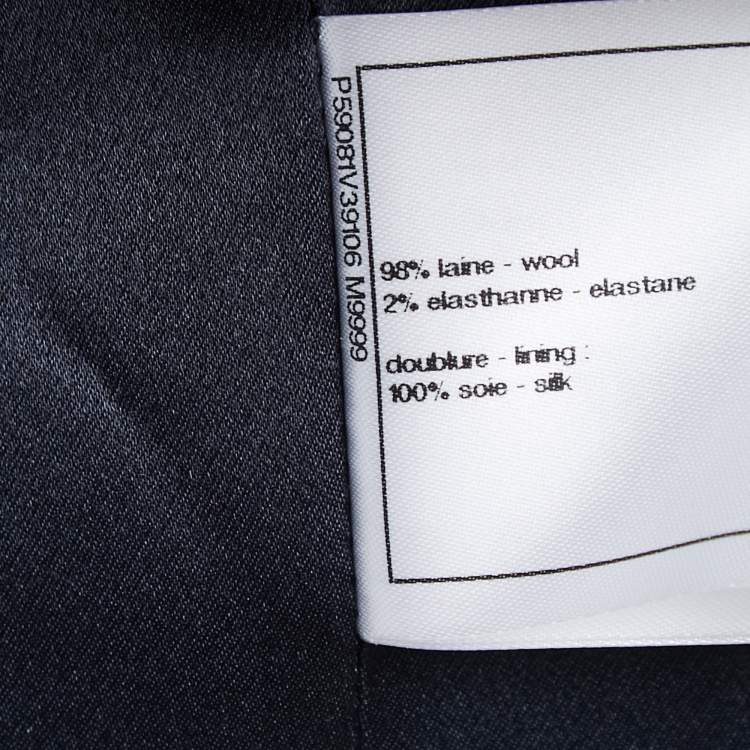 P59081V39106 M9999
98% laine - wool
2% elasthanne - elastane
doublure - lining :
100% soie - silk